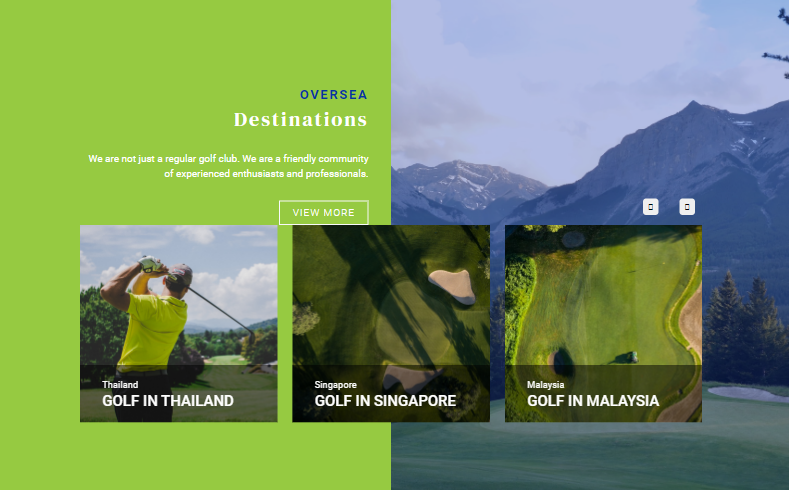 OVERSEA
Destinations
We are not just a regular golf club. We are a friendly community
of experienced enthusiasts and professionals.
VIEW MORE
Thailand
GOLF IN THAILAND
Singapore
GOLF IN SINGAPORE
Malaysia
GOLF IN MALAYSIA